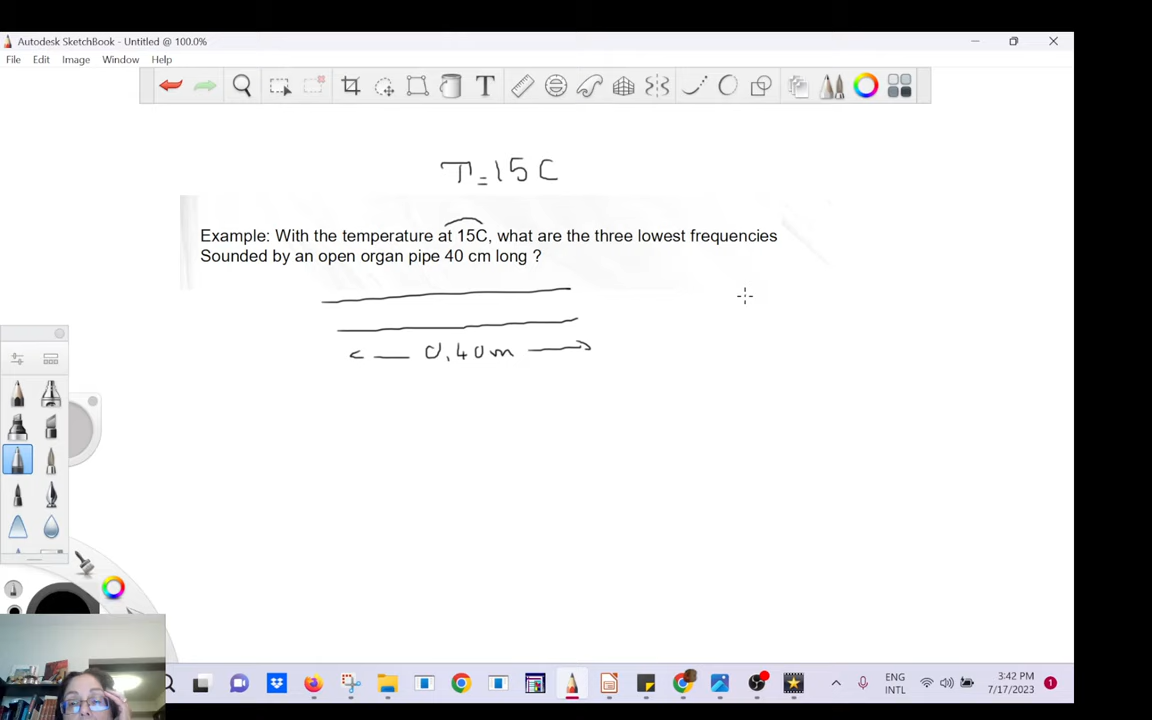 Autodesk SketchBook - Untitled @ 100.0%
File Edit Image Window Help
T = 15 C
Example: With the temperature at 15C, what are the three lowest frequencies
Sounded by an open organ pipe 40 cm long ?
0.40m
ENG
INTL
3:42 PM
7/17/2023
1